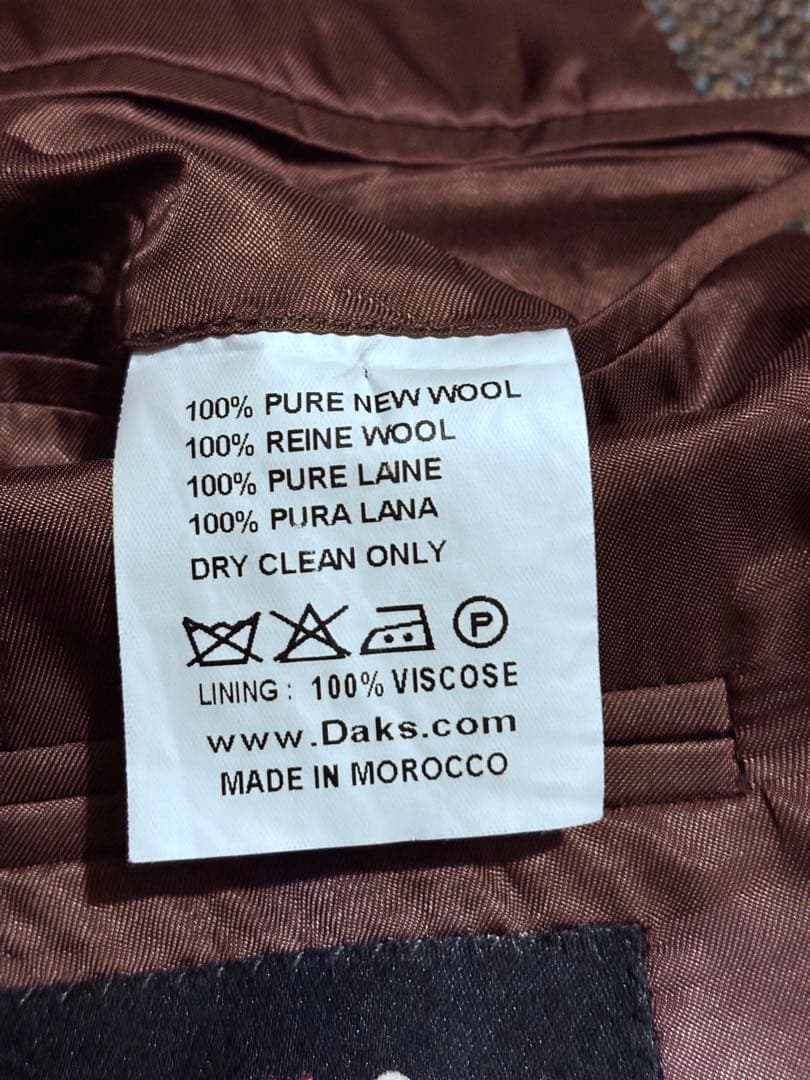 100% PURE NEW WOOL
100% REINE WOOL
100% PURE LAINE
100% PURA LANA
DRY CLEAN ONLY
P
LINING : 100% VISCOSE
www.Daks.com
MADE IN MOROCCO